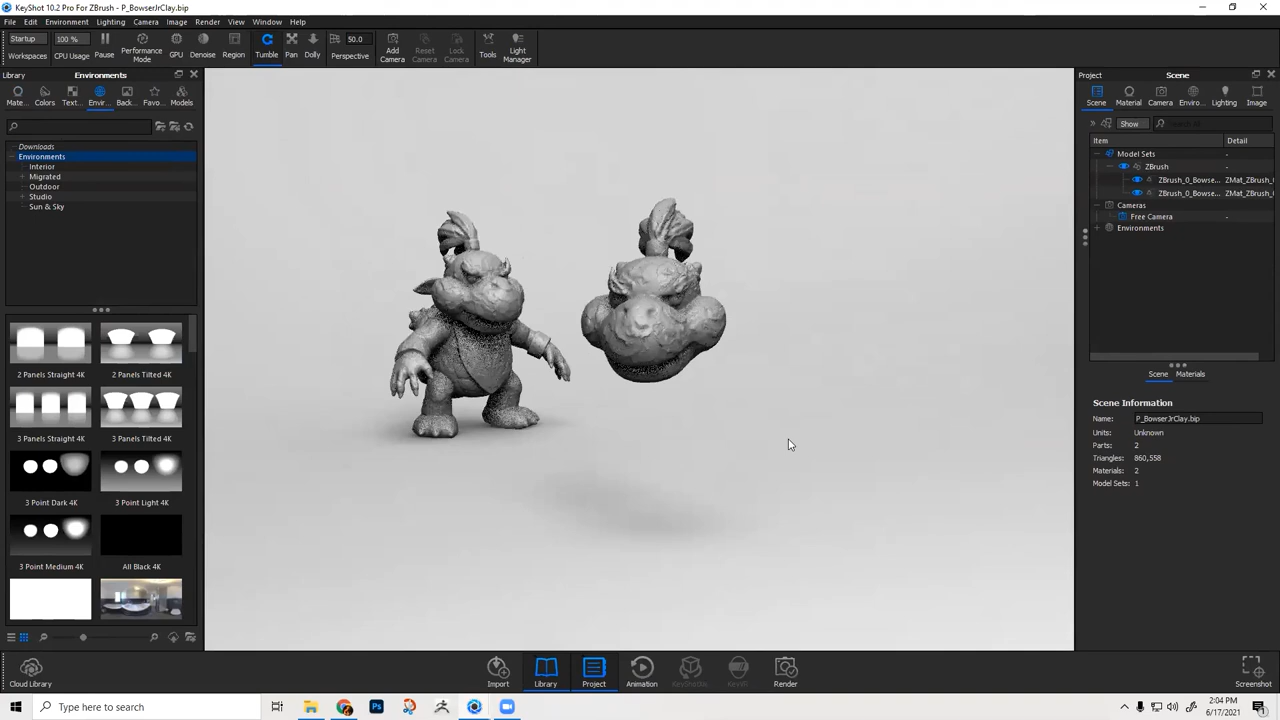 KeyShot 10.2 Pro For ZBrush - P_BowserJrClay.bip
File Edit Environment Lighting Camera Image Render View Window Help
Startup 100 % 50.0
Workspaces CPU Usage Pause Performance Mode GPU Denoise Region Tumble Pan Dolly Perspective Add Camera Reset Camera Lock Camera Tools Light Manager
Library Environments
Mate... Colors Text... Envir... Back... Favo... Models
Downloads
Environments
Interior
Migrated
Outdoor
Studio
Sun & Sky
2 Panels Straight 4K 2 Panels Tilted 4K
3 Panels Straight 4K 3 Panels Tilted 4K
3 Point Dark 4K 3 Point Light 4K
3 Point Medium 4K All Black 4K
Project Scene
Scene Material Camera Enviro... Lighting Image
Show
Item Detail
Model Sets -
ZBrush -
ZBrush_0_Bowse... ZMat_ZBrush_0
ZBrush_0_Bowse... ZMat_ZBrush_0
Cameras -
Free Camera -
Environments -
Scene Materials
Scene Information
Name: P_BowserJrClay.bip
Units: Unknown
Parts: 2
Triangles: 860,558
Materials: 2
Model Sets: 1
Cloud Library Import Library Project Animation KeyShotXR KeyVR Render Screenshot
Type here to search
2:04 PM
6/17/2021